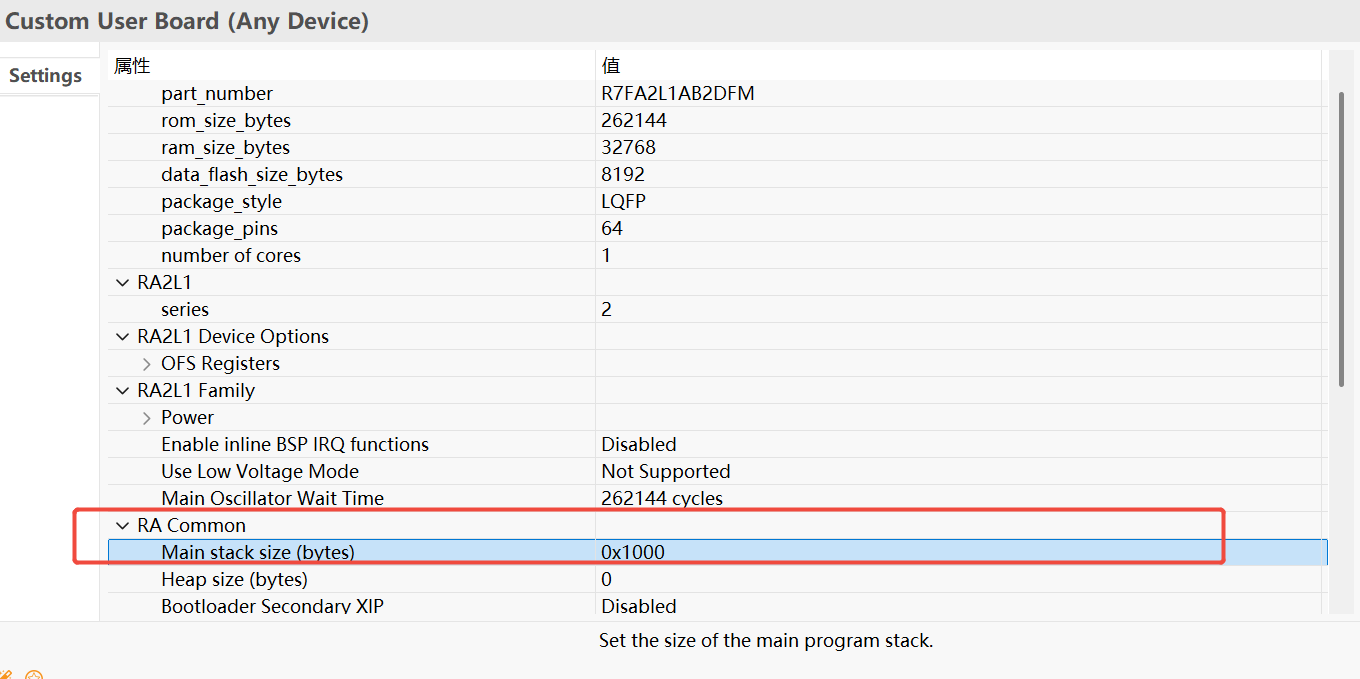 Custom User Board (Any Device)
Settings
属性 值
part_number R7FA2L1AB2DFM
rom_size_bytes 262144
ram_size_bytes 32768
data_flash_size_bytes 8192
package_style LQFP
package_pins 64
number of cores 1
RA2L1
series 2
RA2L1 Device Options
OFS Registers
RA2L1 Family
Power
Enable inline BSP IRQ functions Disabled
Use Low Voltage Mode Not Supported
Main Oscillator Wait Time 262144 cycles
RA Common
Main stack size (bytes) 0x1000
Heap size (bytes) 0
Bootloader Secondary XIP Disabled
Set the size of the main program stack.